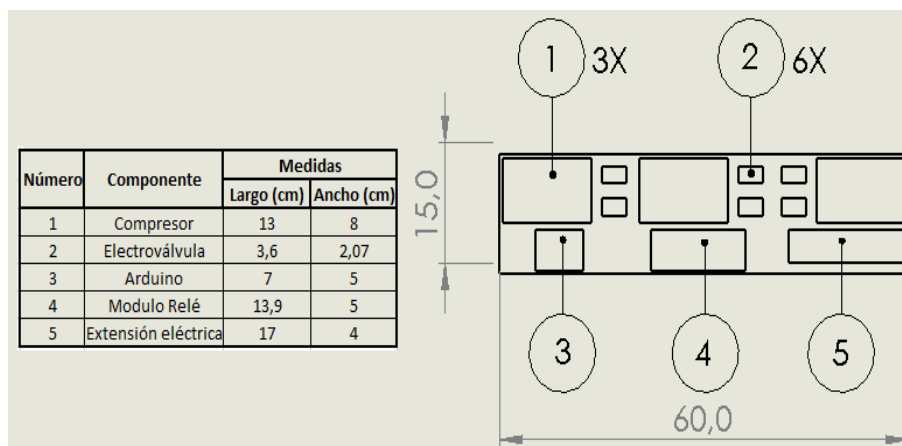 Número Componente Medidas
Largo (cm) Ancho (cm)
1 Compresor 13 8
2 Electroválvula 3,6 2,07
3 Arduino 7 5
4 Modulo Relé 13,9 5
5 Extensión eléctrica 17 4
1 3X 2 6X
15,0
3 4 5
60,0